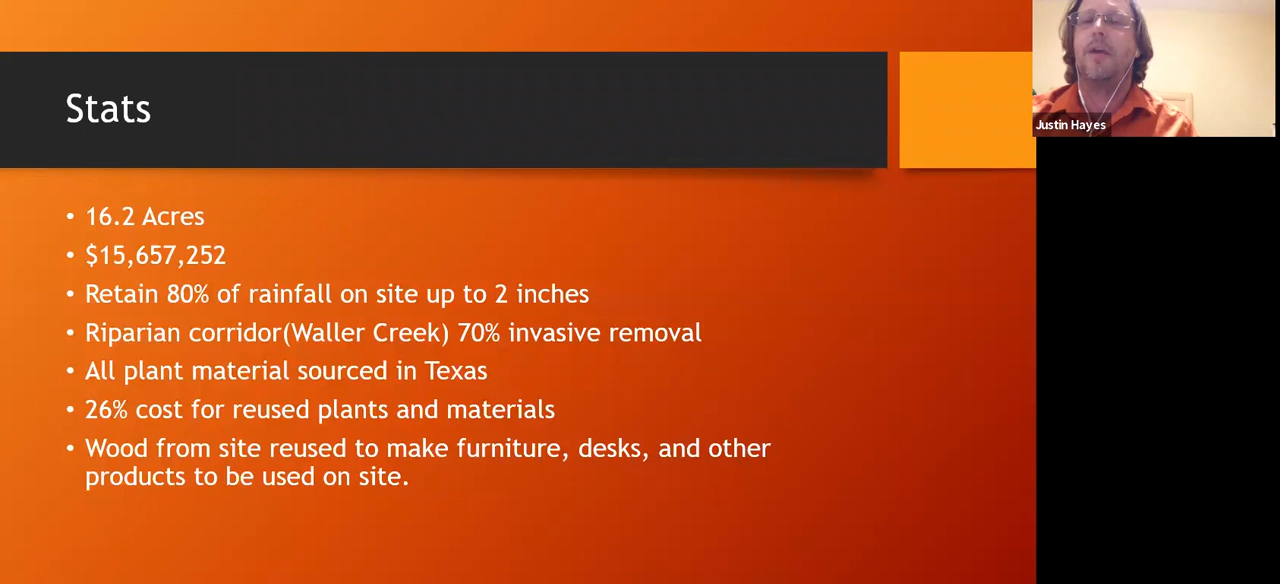 Stats
Justin Hayes
• 16.2 Acres
• $15,657,252
• Retain 80% of rainfall on site up to 2 inches
• Riparian corridor(Waller Creek) 70% invasive removal
• All plant material sourced in Texas
• 26% cost for reused plants and materials
• Wood from site reused to make furniture, desks, and other
products to be used on site.